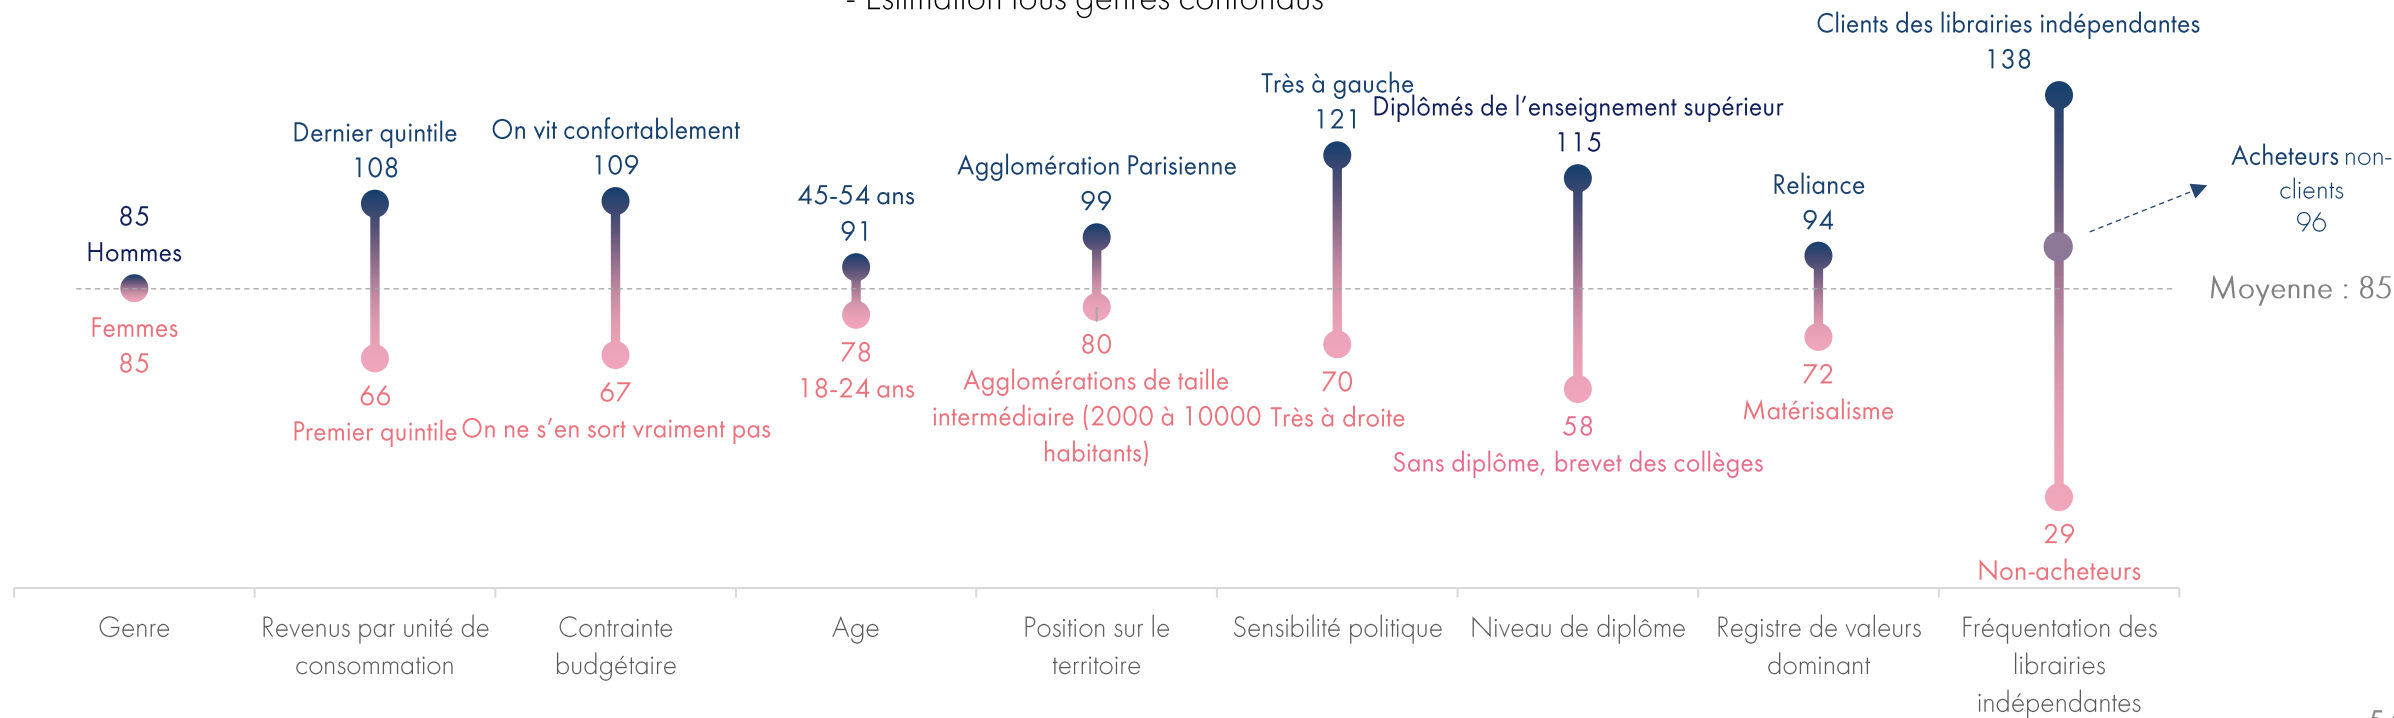 - Estimation tous genres confondus
85
Hommes
Femmes
85
Dernier quintile
108
66
Premier quintile
On vit confortablement
109
67
On ne s'en sort vraiment pas
45-54 ans
91
78
18-24 ans
Agglomération Parisienne
99
80
Agglomérations de taille
intermédiaire (2000 à 10000
habitants)
Très à gauche
121
70
Très à droite
Diplômés de l'enseignement supérieur
115
58
Sans diplôme, brevet des collèges
Reliance
94
72
Matérisalisme
Clients des librairies indépendantes
138
Acheteurs non-
clients
96
Moyenne : 85
29
Non-acheteurs
Genre
Revenus par unité de
consommation
Contrainte
budgétaire
Age
Position sur le
territoire
Sensibilité politique
Niveau de diplôme
Registre de valeurs
dominant
Fréquentation des
librairies
indépendantes